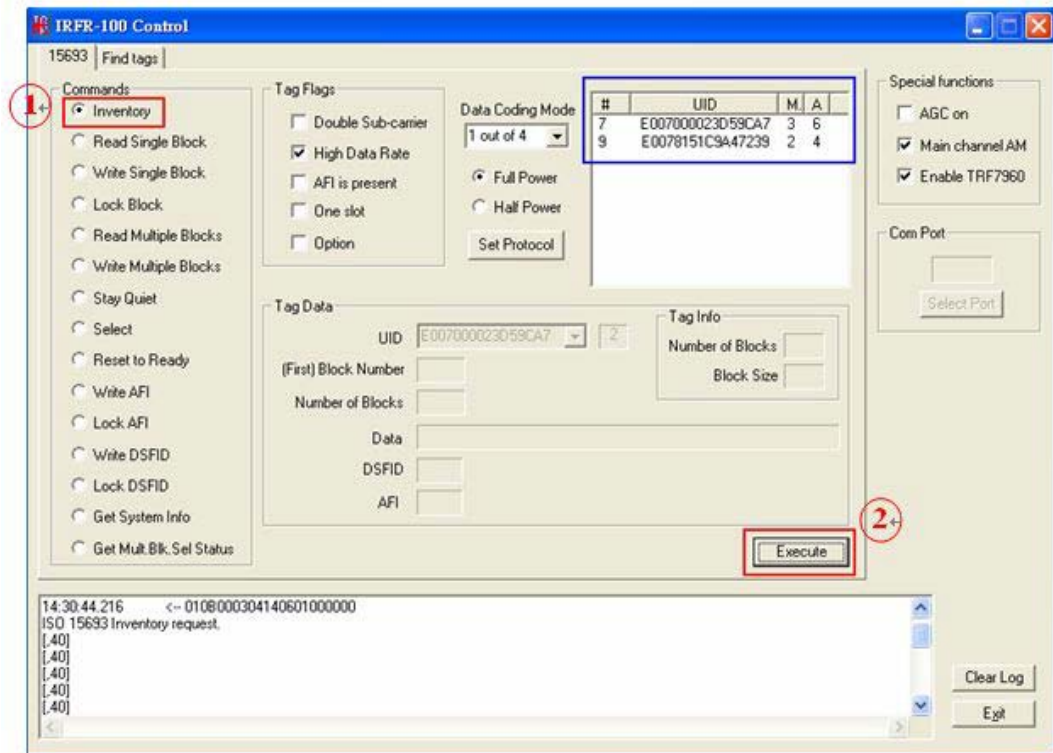 IRFR-100 Control
15693 Find tags
1
Commands
Inventory
Read Single Block
Write Single Block
Lock Block
Read Multiple Blocks
Write Multiple Blocks
Stay Quiet
Select
Reset to Ready
Write AFI
Lock AFI
Write DSFID
Lock DSFID
Get System Info
Get Mult.Blk.Sel Status
Tag Flags
Double Sub-carrier
High Data Rate
AFI is present
One slot
Option
Data Coding Mode
1 out of 4
Full Power
Half Power
Set Protocol
# UID M. A
7 E007000023D59CA7 3 6
9 E0078151C9A47239 2 4
Special functions
AGC on
Main channel AM
Enable TRF7960
Com Port
Select Port
Tag Data
UID E007000023D59CA7 2
(First) Block Number
Number of Blocks
Data
DSFID
AFI
Tag Info
Number of Blocks
Block Size
2
Execute
14:30:44.216 <-- 010B000304140601000000
ISO 15693 Inventory request.
[,40]
[,40]
[,40]
[,40]
[,40]
Clear Log
Exit